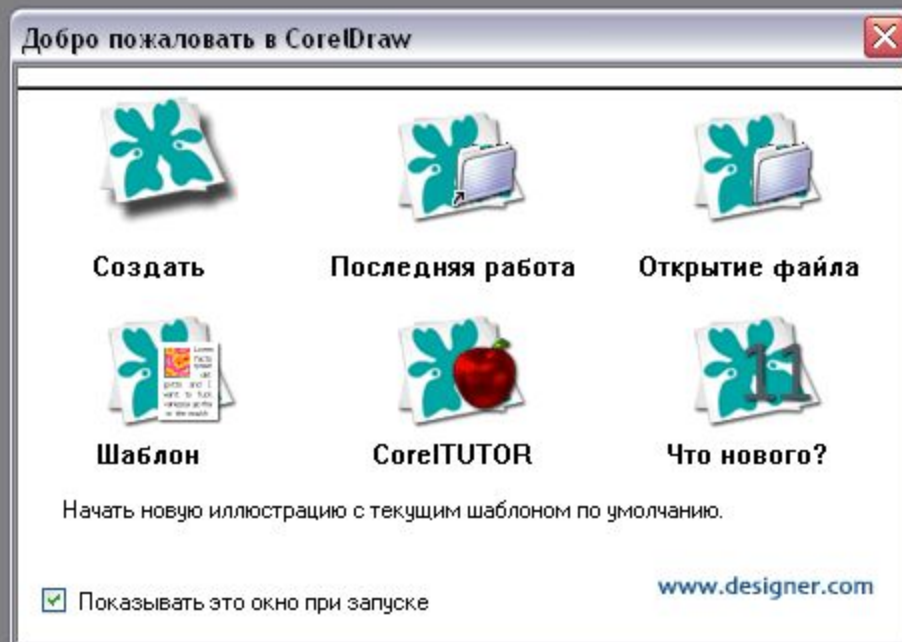 Добро пожаловать в CorelDraw
Создать
Последняя работа
Открытие файла
11
Шаблон
CorelTUTOR
Что нового?
Начать новую иллюстрацию с текущим шаблоном по умолчанию.
Показывать это окно при запуске
www.designer.com